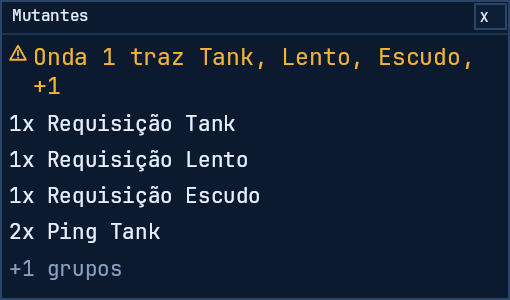 Mutantes
X
Onda 1 traz Tank, Lento, Escudo,
+1
1x Requisição Tank
1x Requisição Lento
1x Requisição Escudo
2x Ping Tank
+1 grupos